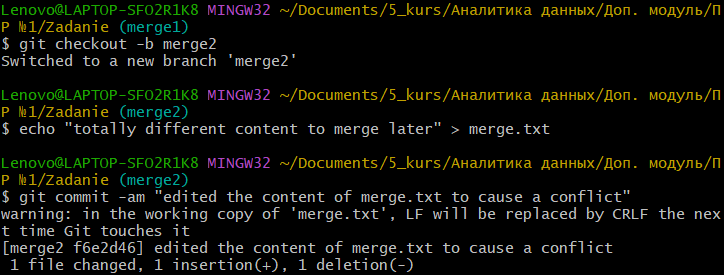 Lenovo@LAPTOP-SFO2R1K8 MINGW32 ~/Documents/5_kurs/Аналитика данных/Доп. модуль/П
Р №1/Zadanie (merge1)
$ git checkout -b merge2
Switched to a new branch 'merge2'
Lenovo@LAPTOP-SFO2R1K8 MINGW32 ~/Documents/5_kurs/Аналитика данных/Доп. модуль/П
Р №1/Zadanie (merge2)
$ echo "totally different content to merge later" > merge.txt
Lenovo@LAPTOP-SFO2R1K8 MINGW32 ~/Documents/5_kurs/Аналитика данных/Доп. модуль/П
Р №1/Zadanie (merge2)
$ git commit -am "edited the content of merge.txt to cause a conflict"
warning: in the working copy of 'merge.txt', LF will be replaced by CRLF the nex
t time Git touches it
[merge2 f6e2d46] edited the content of merge.txt to cause a conflict
 1 file changed, 1 insertion(+), 1 deletion(-)